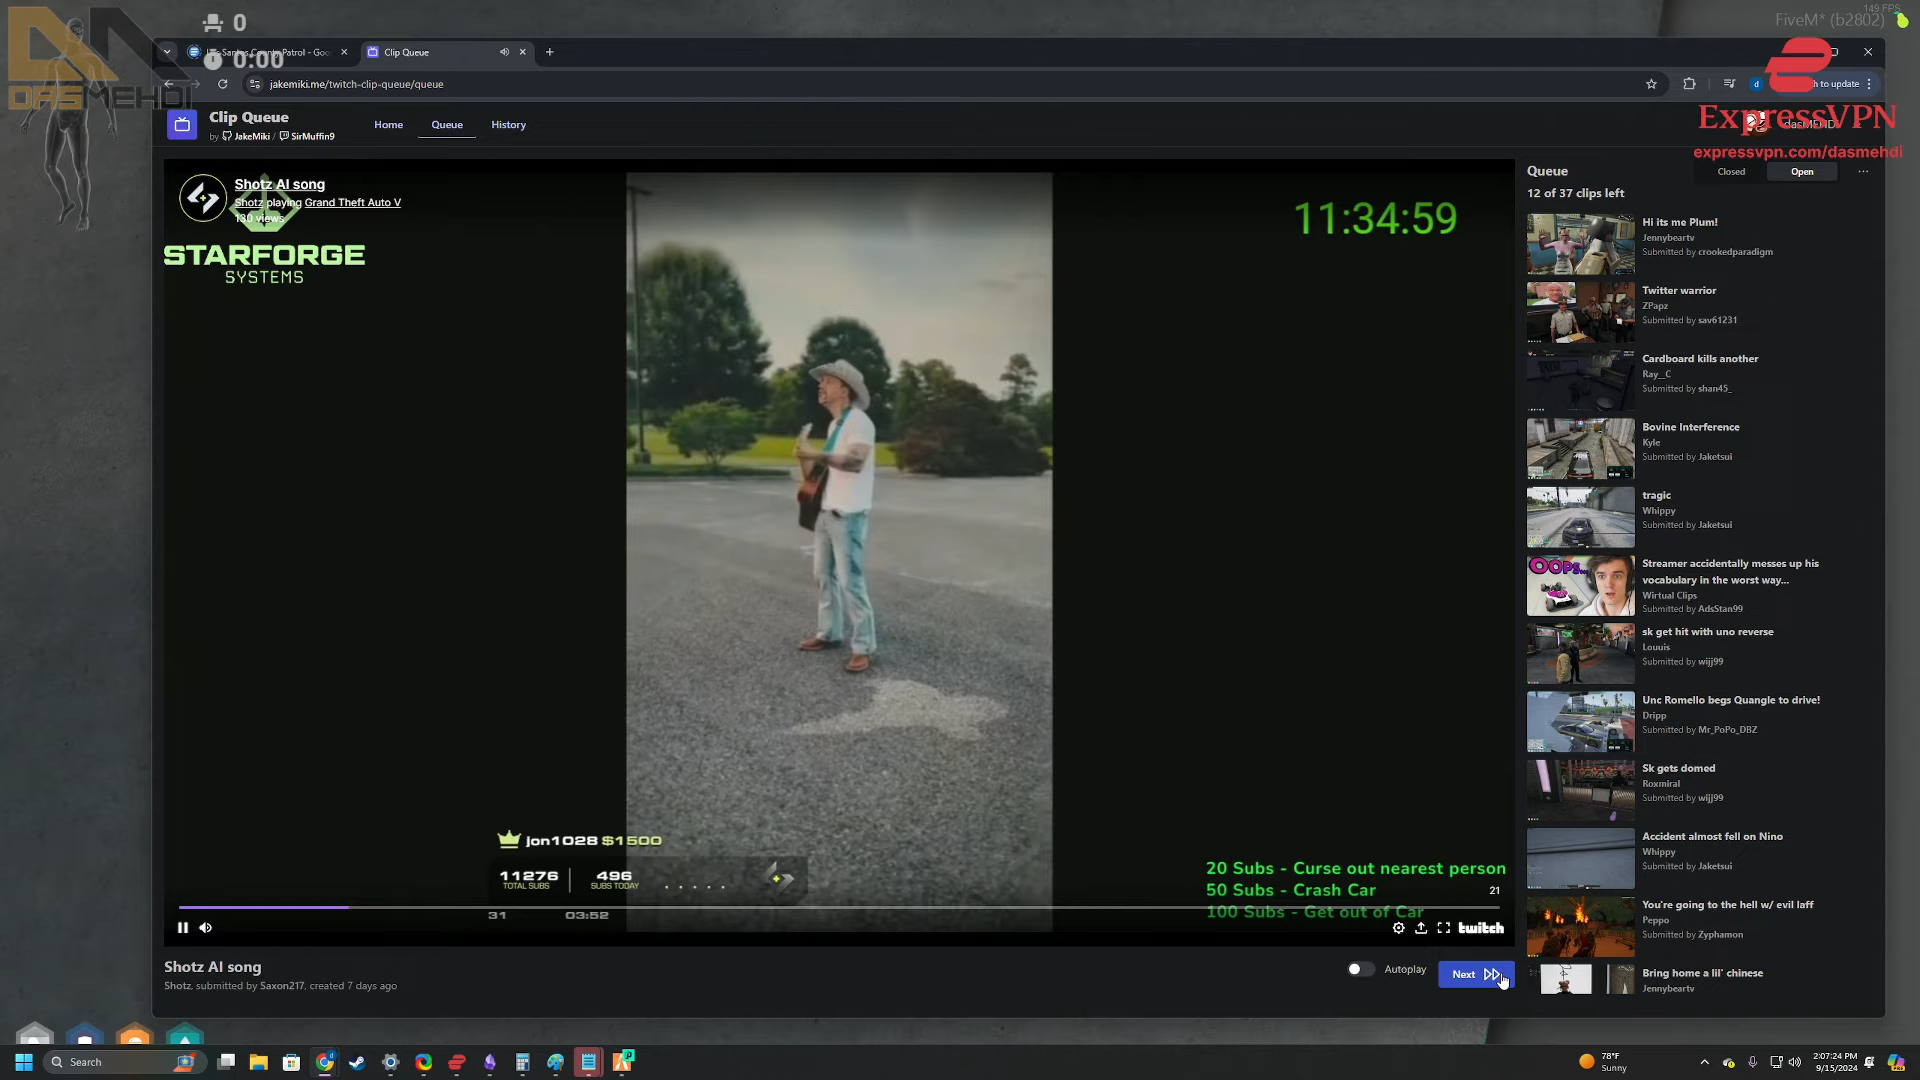 0
149 FPS
FiveM* (b2802)
Clip Queue
0:00
DASMEHDI
jakemiki.me/twitch-clip-queue/queue
Clip Queue
by JakeMiki / SirMuffin9
Home
Queue
History
ExpressVPN
expressvpn.com/dasmehdi
Shotz AI song
Shotz playing Grand Theft Auto V
130 views
STARFORGE
SYSTEMS
11:34:59
Queue
Closed
Open
12 of 37 clips left
Hi its me Plum!
Jennybeartv
Submitted by crookedparadigm
Twitter warrior
ZPapz
Submitted by sav61231
Cardboard kills another
Ray__C
Submitted by shan45_
Bovine Interference
Kyle
Submitted by Jaketsui
tragic
Whippy
Submitted by Jaketsui
OOPS
Streamer accidentally messes up his
vocabulary in the worst way...
Wirtual Clips
Submitted by AdsStan99
sk get hit with uno reverse
Louuis
Submitted by wijj99
Unc Romello begs Quangle to drive!
Dripp
Submitted by Mr_PoPo_DBZ
Sk gets domed
Roxmiral
Submitted by wijj99
Accident almost fell on Nino
Whippy
Submitted by Jaketsui
You're going to the hell w/ evil laff
Peppo
Submitted by Zyphamon
Bring home a lil' chinese
Jennybeartv
jon1028 $1500
11276
TOTAL SUBS
496
SUBS TODAY
20 Subs - Curse out nearest person
50 Subs - Crash Car
21
100 Subs - Get out of Car
31
03:52
twitch
Shotz AI song
Shotz, submitted by Saxon217, created 7 days ago
Autoplay
Next
Search
78°F
Sunny
2:07:24 PM
9/15/2024